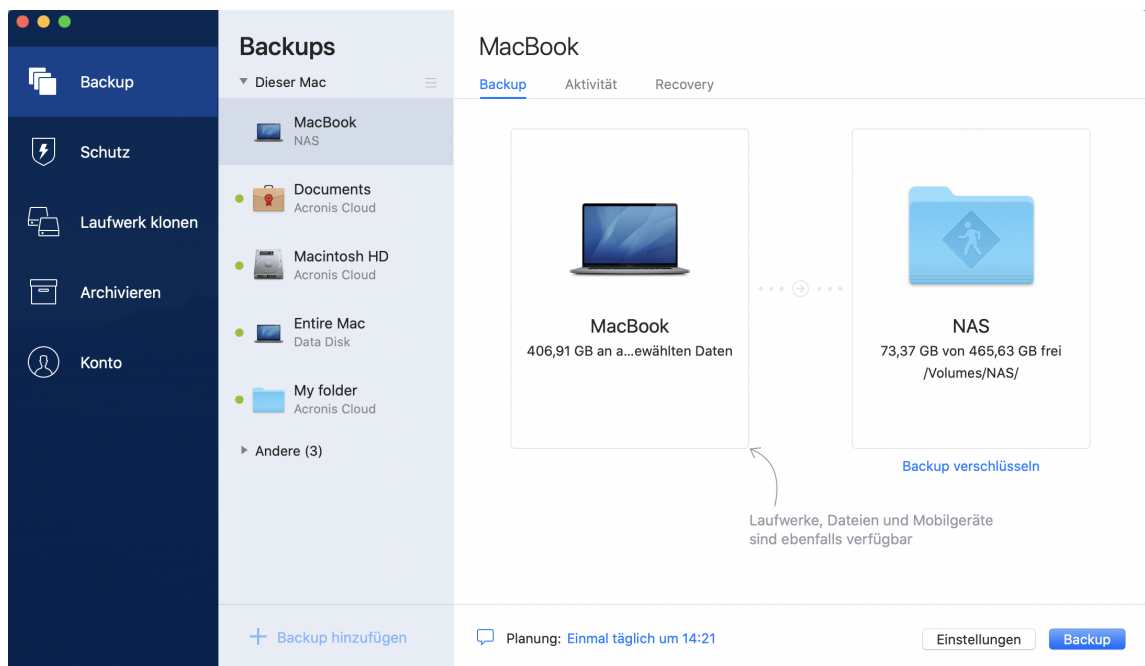 Backup
Schutz
Laufwerk klonen
Archivieren
Konto
Backups
Dieser Mac
MacBook
NAS
Documents
Acronis Cloud
Macintosh HD
Acronis Cloud
Entire Mac
Data Disk
My folder
Acronis Cloud
Andere (3)
Backup hinzufügen
MacBook
Backup Aktivität Recovery
MacBook
406,91 GB an a...ewählten Daten
NAS
73,37 GB von 465,63 GB frei
/Volumes/NAS/
Backup verschlüsseln
Laufwerke, Dateien und Mobilgeräte
sind ebenfalls verfügbar
Planung: Einmal täglich um 14:21
Einstellungen
Backup